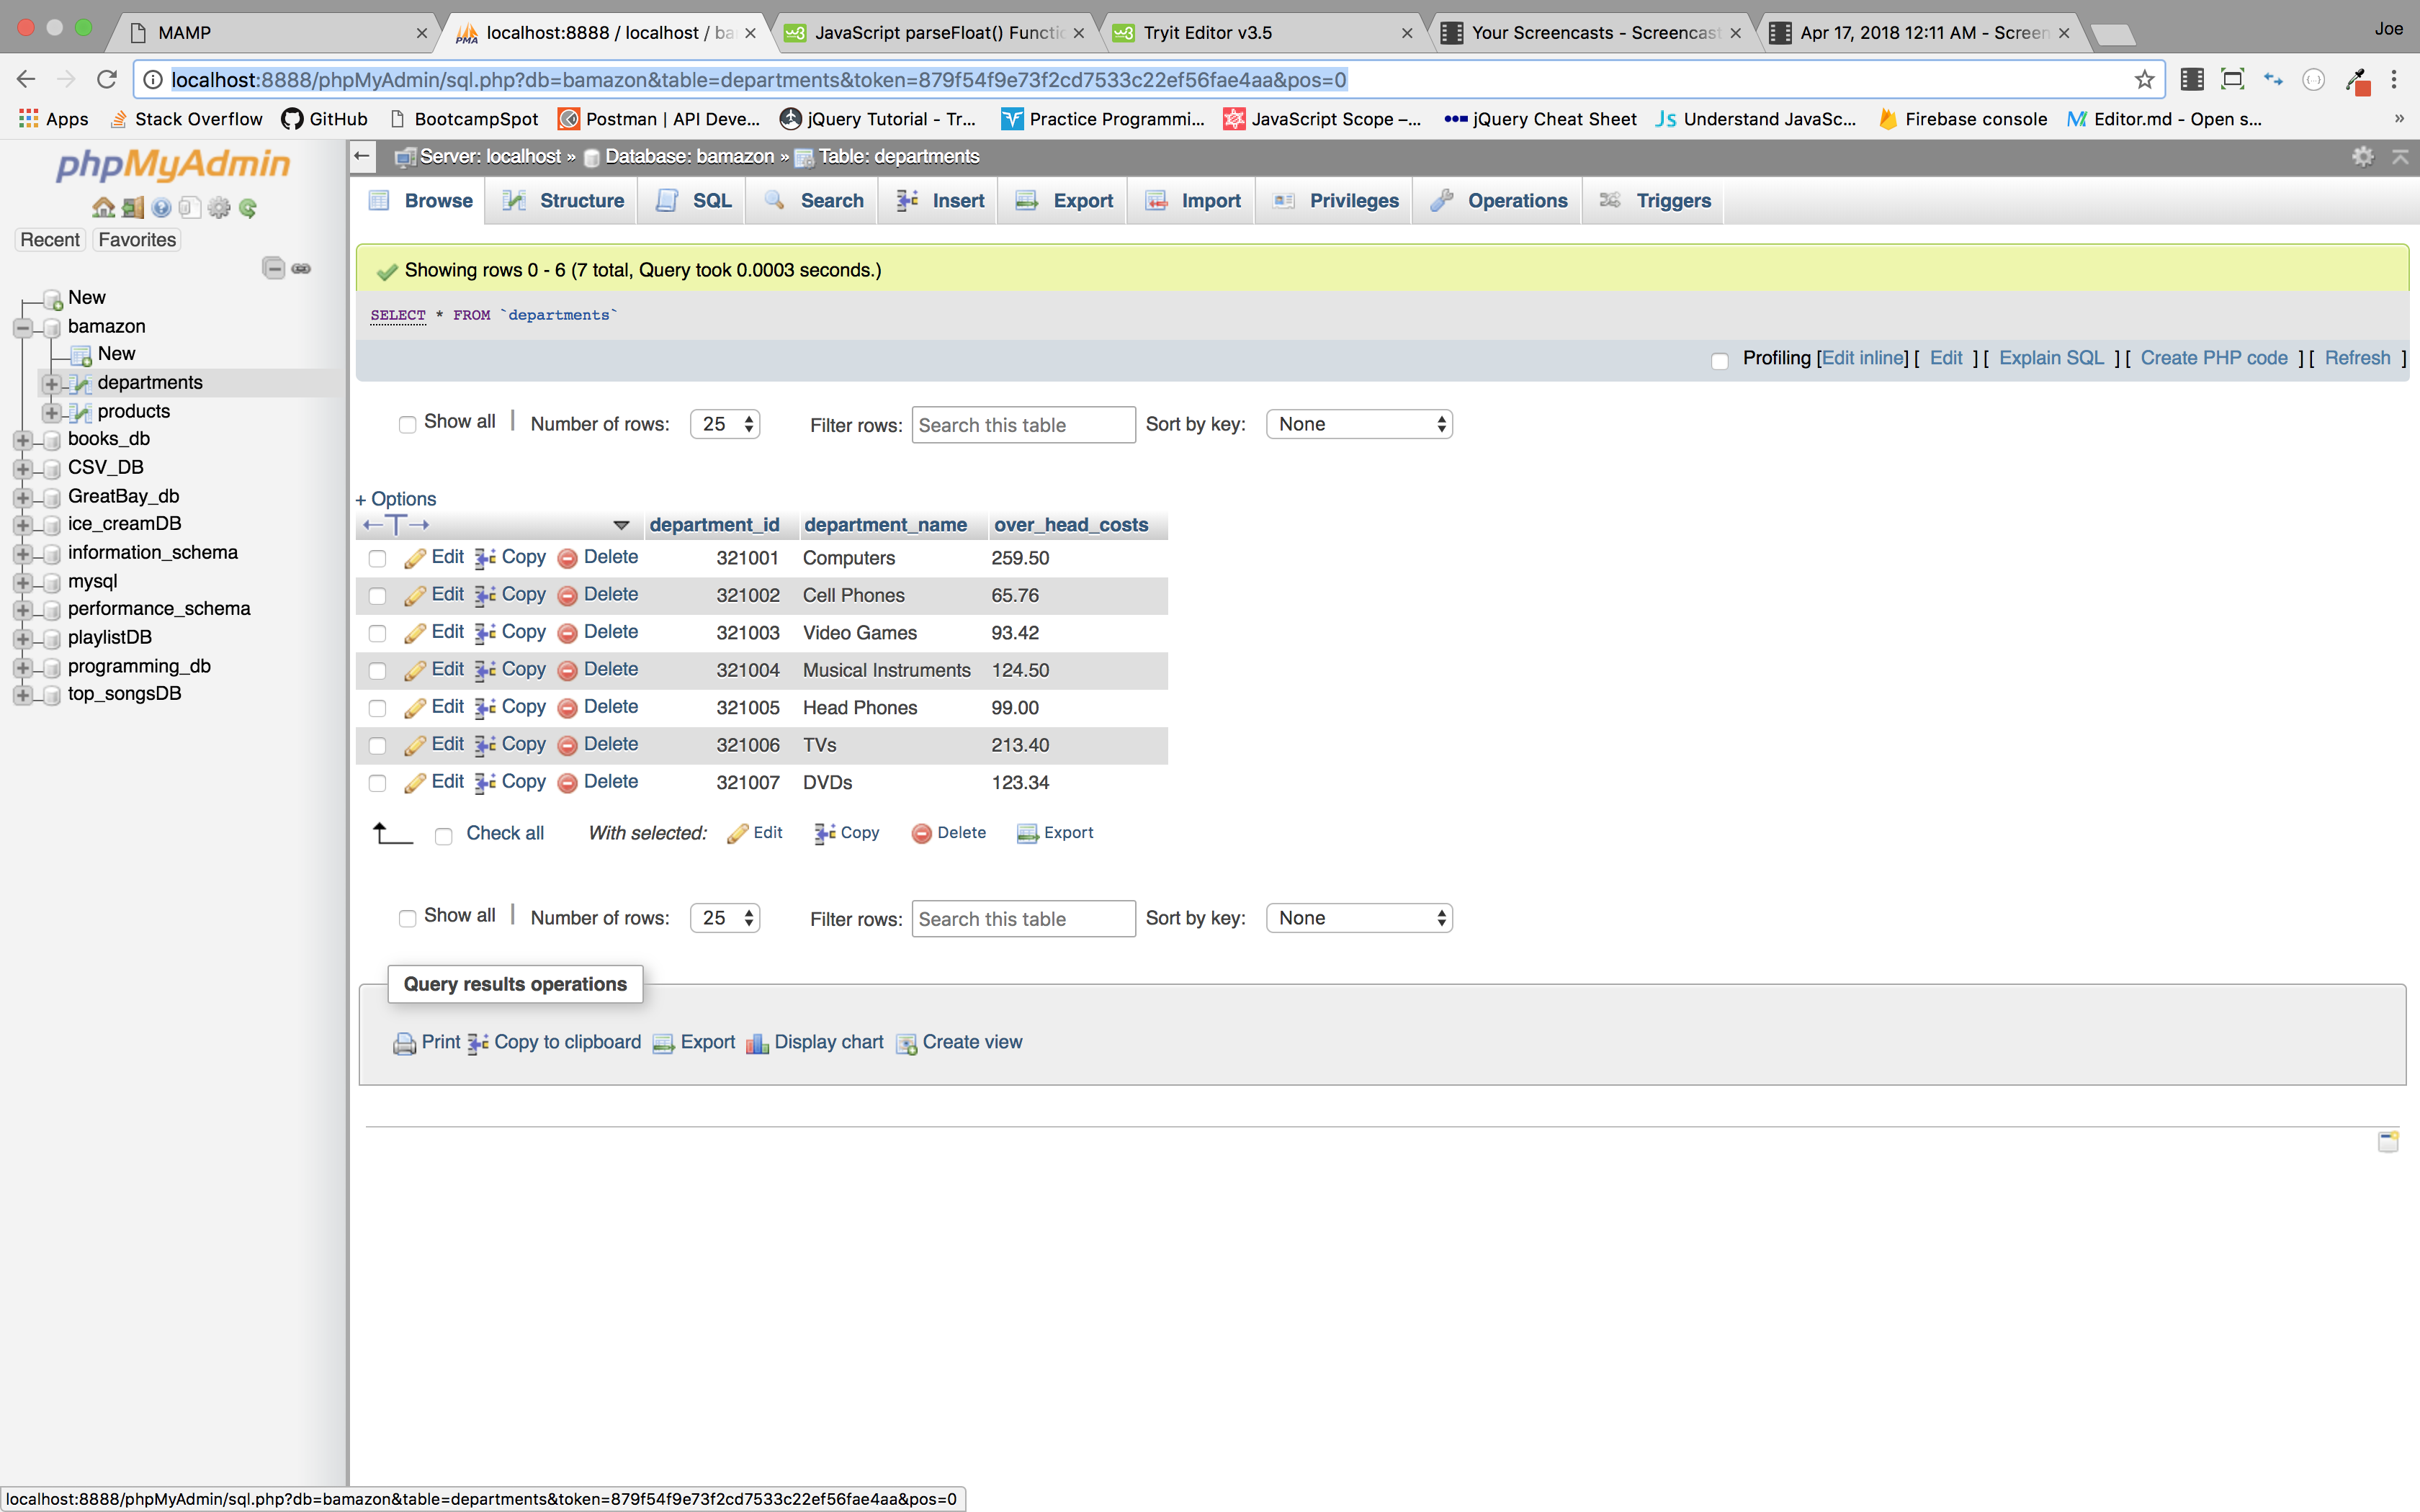 MAMP
localhost:8888 / localhost / ba
JavaScript parseFloat() Functi
Tryit Editor v3.5
Your Screencasts - Screencast
Apr 17, 2018 12:11 AM - Screen
Joe
localhost:8888/phpMyAdmin/sql.php?db=bamazon&table=departments&token=879f54f9e73f2cd7533c22ef56fae4aa&pos=0
Apps Stack Overflow GitHub BootcampSpot Postman | API Deve... jQuery Tutorial - Tr... Practice Programmi... JavaScript Scope –... jQuery Cheat Sheet Understand JavaSc... Firebase console Editor.md - Open s... »
phpMyAdmin
Recent Favorites
New
bamazon
New
departments
products
books_db
CSV_DB
GreatBay_db
ice_creamDB
information_schema
mysql
performance_schema
playlistDB
programming_db
top_songsDB
Server: localhost » Database: bamazon » Table: departments
Browse Structure SQL Search Insert Export Import Privileges Operations Triggers
Showing rows 0 - 6 (7 total, Query took 0.0003 seconds.)
SELECT * FROM `departments`
Profiling [Edit inline] [ Edit ] [ Explain SQL ] [ Create PHP code ] [ Refresh ]
Show all | Number of rows: 25 Filter rows: Search this table Sort by key: None
+ Options
←T→ department_id department_name over_head_costs
Edit Copy Delete 321001 Computers 259.50
Edit Copy Delete 321002 Cell Phones 65.76
Edit Copy Delete 321003 Video Games 93.42
Edit Copy Delete 321004 Musical Instruments 124.50
Edit Copy Delete 321005 Head Phones 99.00
Edit Copy Delete 321006 TVs 213.40
Edit Copy Delete 321007 DVDs 123.34
Check all With selected: Edit Copy Delete Export
Show all | Number of rows: 25 Filter rows: Search this table Sort by key: None
Query results operations
Print Copy to clipboard Export Display chart Create view
localhost:8888/phpMyAdmin/sql.php?db=bamazon&table=departments&token=879f54f9e73f2cd7533c22ef56fae4aa&pos=0